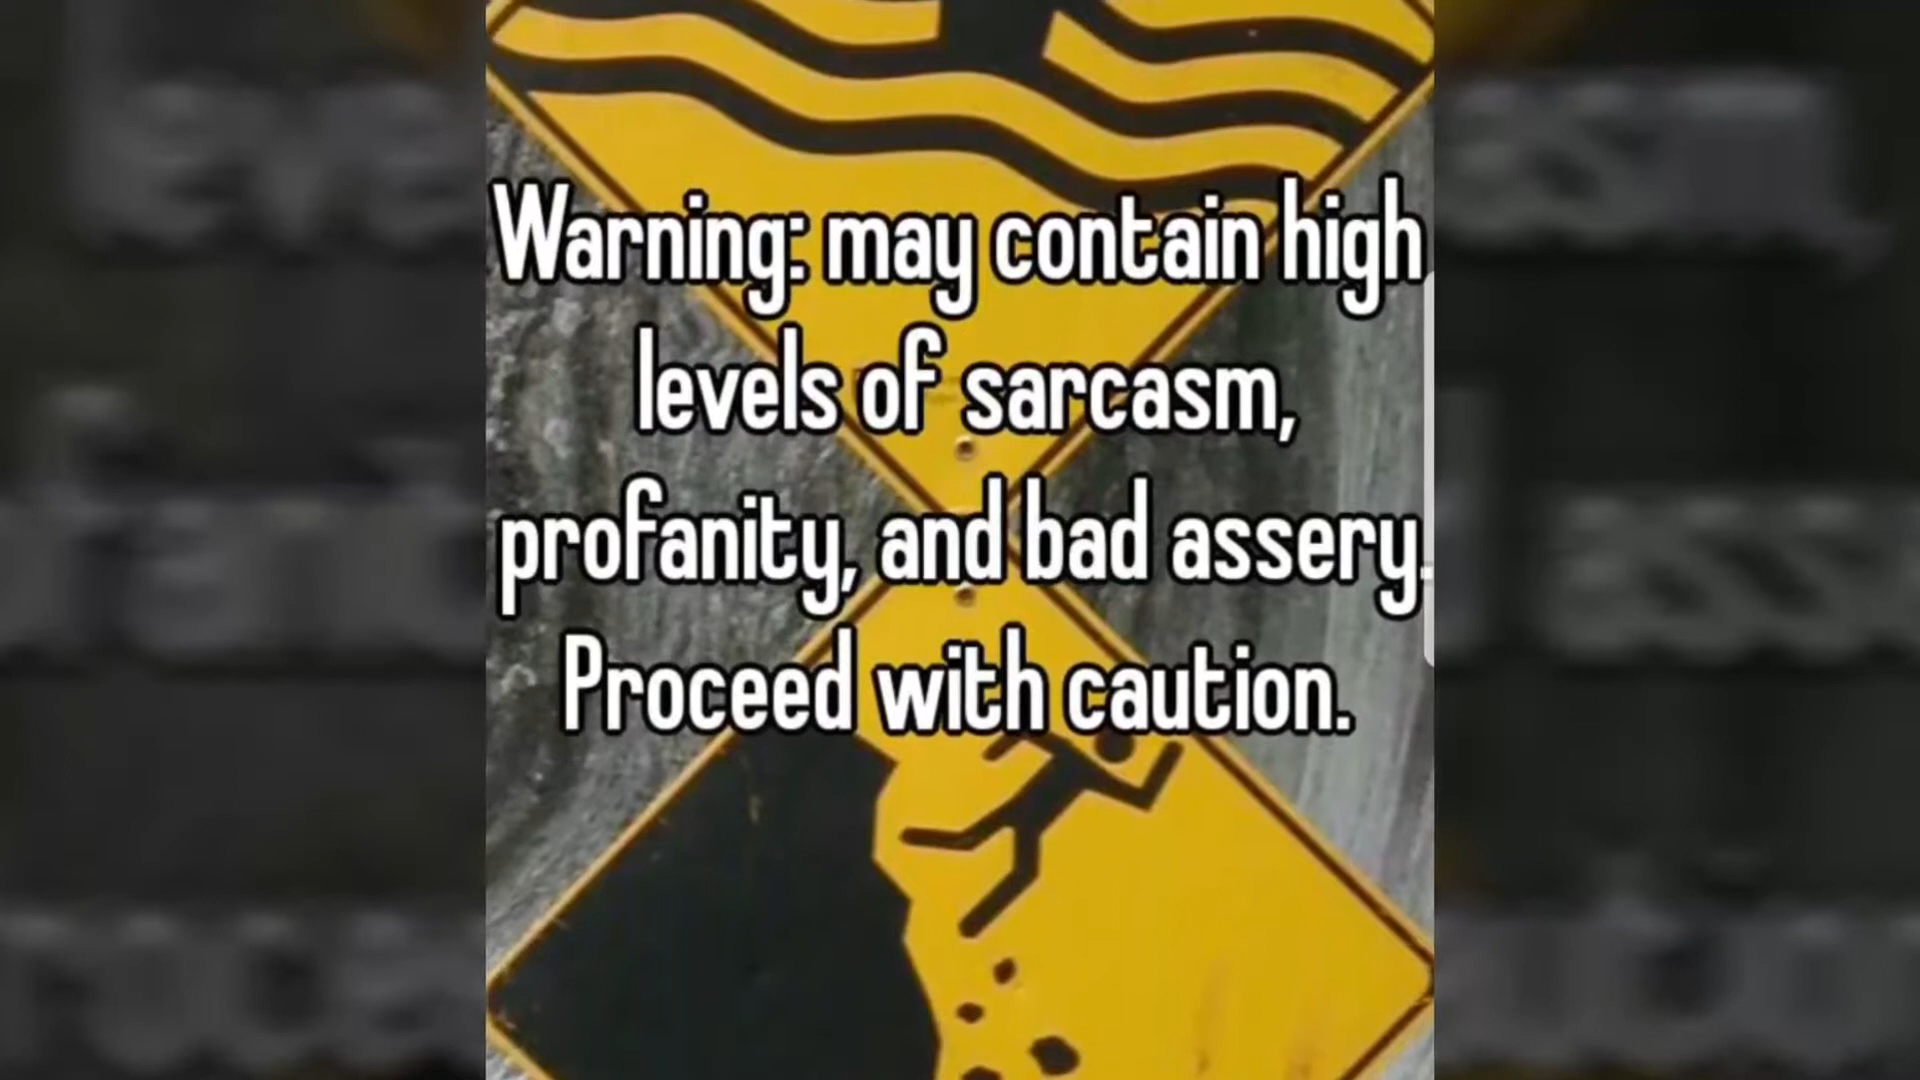 Warning: may contain high
levels of sarcasm,
profanity, and bad assery.
Proceed with caution.